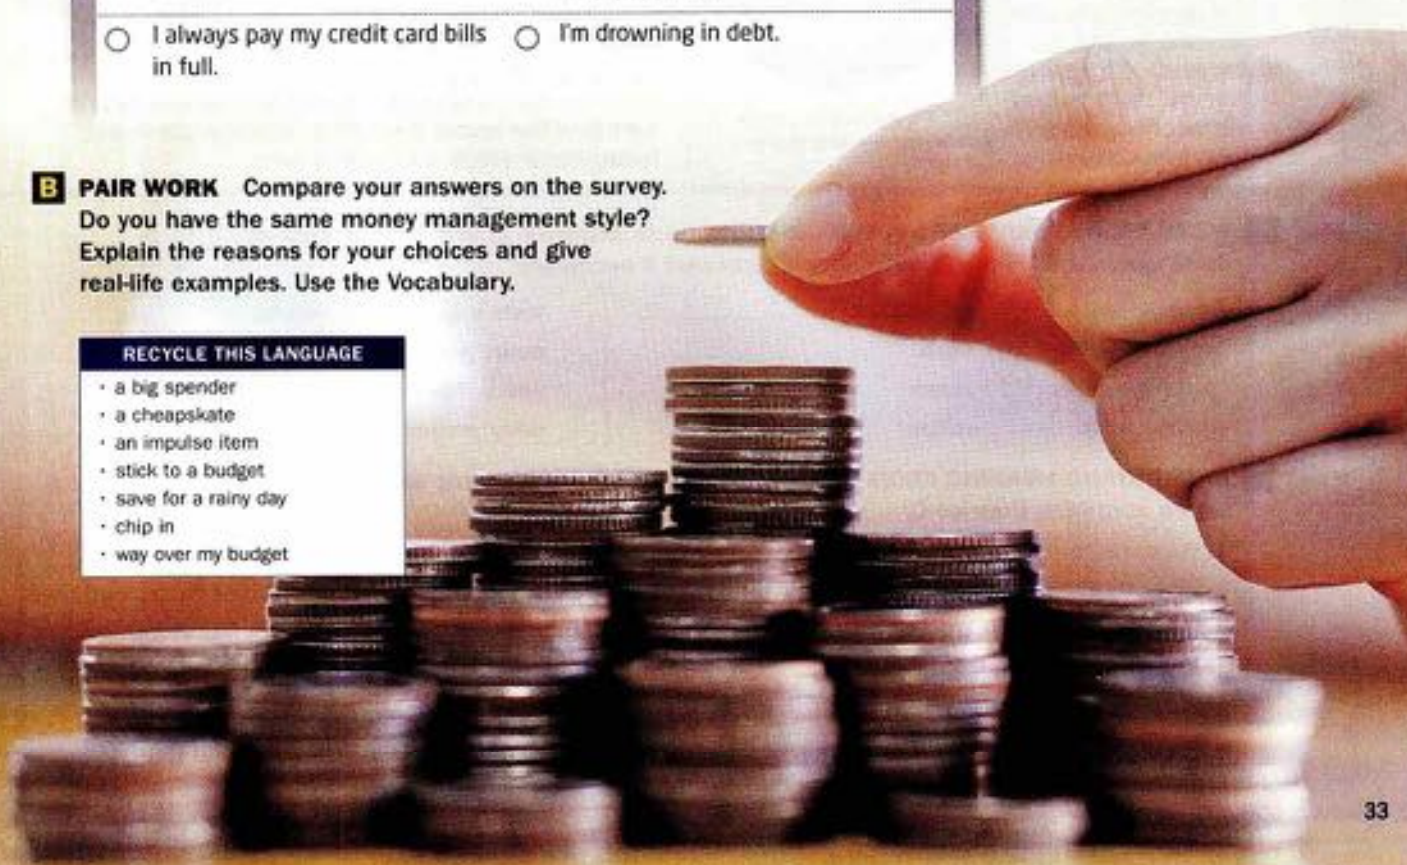 I always pay my credit card bills in full.
I'm drowning in debt.
B PAIR WORK Compare your answers on the survey.
Do you have the same money management style?
Explain the reasons for your choices and give
real-life examples. Use the Vocabulary.
RECYCLE THIS LANGUAGE
· a big spender
· a cheapskate
· an impulse item
· stick to a budget
· save for a rainy day
· chip in
· way over my budget
33